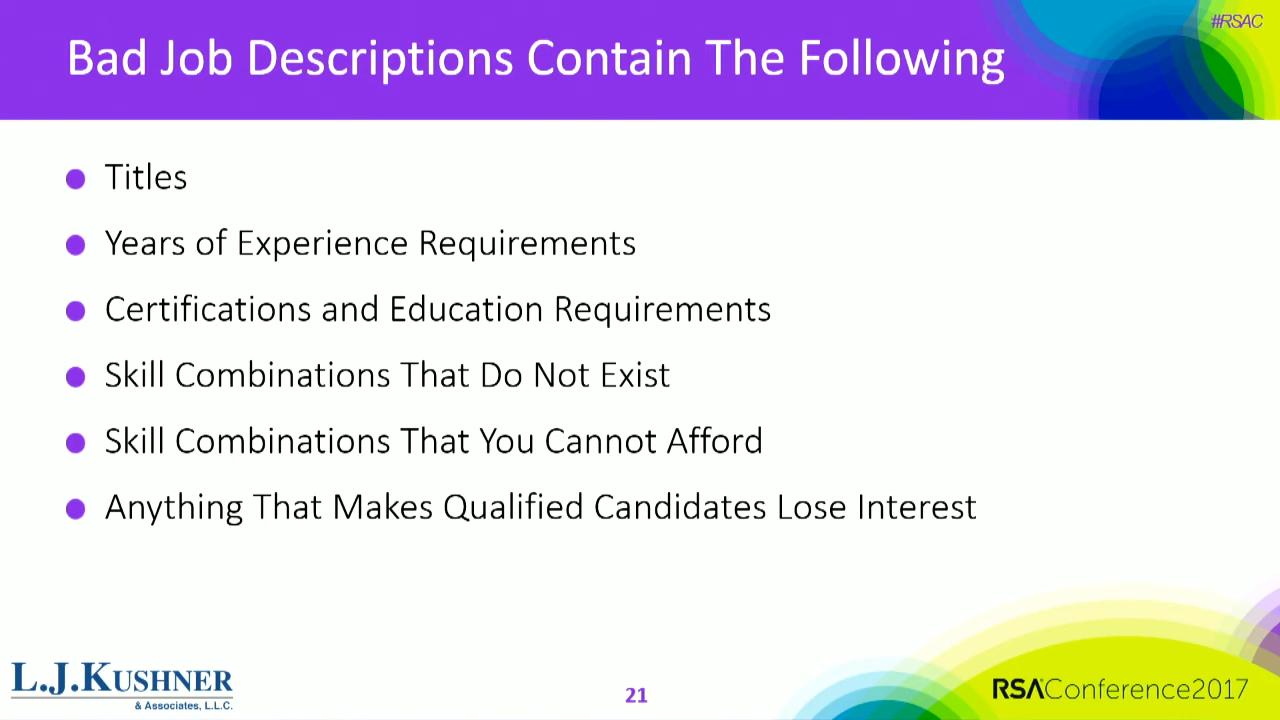 #RSAC
Bad Job Descriptions Contain The Following
Titles
Years of Experience Requirements
Certifications and Education Requirements
Skill Combinations That Do Not Exist
Skill Combinations That You Cannot Afford
Anything That Makes Qualified Candidates Lose Interest
L.J.KUSHNER
& Associates, L.L.C.
21
RSAConference2017